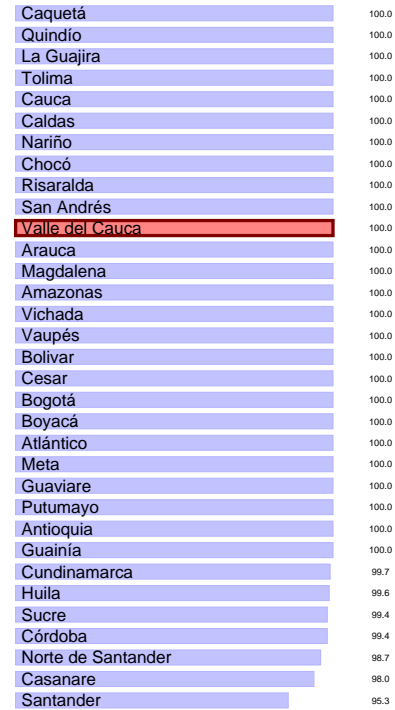 Caquetá 100.0
Quindío 100.0
La Guajira 100.0
Tolima 100.0
Cauca 100.0
Caldas 100.0
Nariño 100.0
Chocó 100.0
Risaralda 100.0
San Andrés 100.0
Valle del Cauca 100.0
Arauca 100.0
Magdalena 100.0
Amazonas 100.0
Vichada 100.0
Vaupés 100.0
Bolivar 100.0
Cesar 100.0
Bogotá 100.0
Boyacá 100.0
Atlántico 100.0
Meta 100.0
Guaviare 100.0
Putumayo 100.0
Antioquia 100.0
Guainía 100.0
Cundinamarca 99.7
Huila 99.6
Sucre 99.4
Córdoba 99.4
Norte de Santander 98.7
Casanare 98.0
Santander 95.3